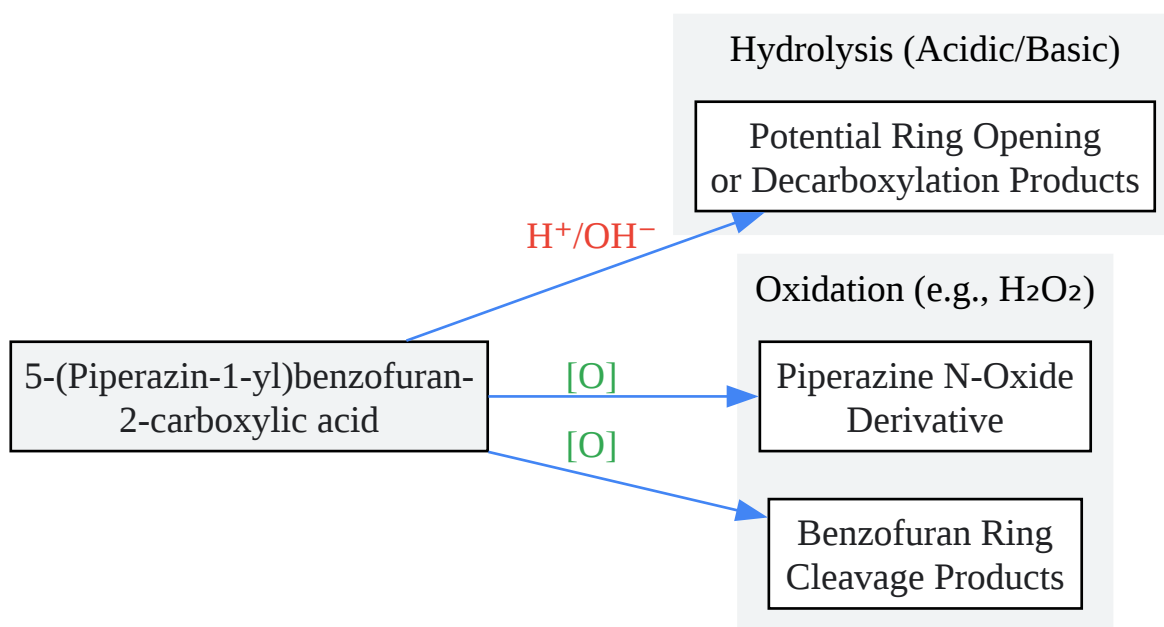 Hydrolysis (Acidic/Basic)
Potential Ring Opening
or Decarboxylation Products
H⁺/OH⁻
Oxidation (e.g., H₂O₂)
5-(Piperazin-1-yl)benzofuran-
2-carboxylic acid
[O]
Piperazine N-Oxide
Derivative
[O]
Benzofuran Ring
Cleavage Products